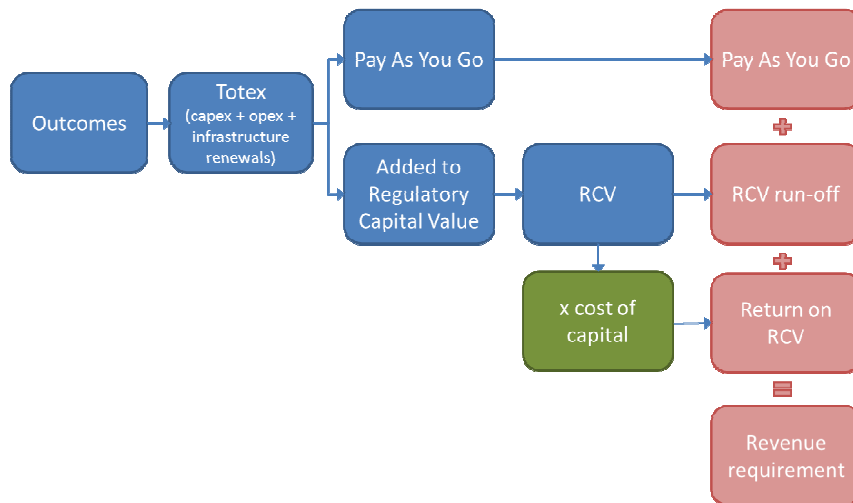 Outcomes
Totex
(capex + opex +
infrastructure
renewals)
Pay As You Go
Pay As You Go
Added to
Regulatory
Capital Value
RCV
RCV run-off
x cost of
capital
Return on
RCV
Revenue
requirement